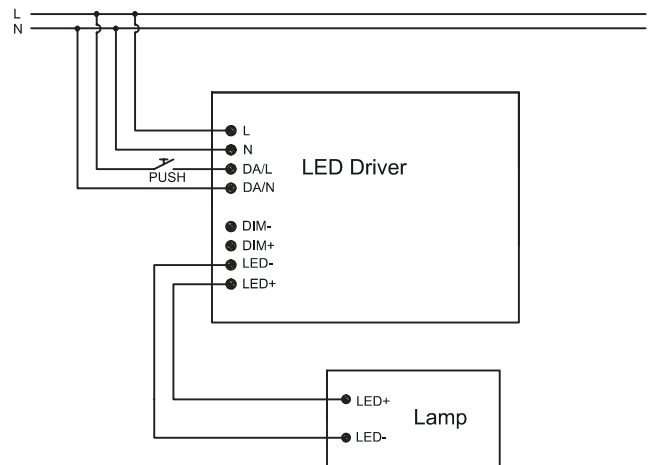 L
N
L
N
DA/L
PUSH
DA/N
LED Driver
DIM-
DIM+
LED-
LED+
LED+
Lamp
LED-